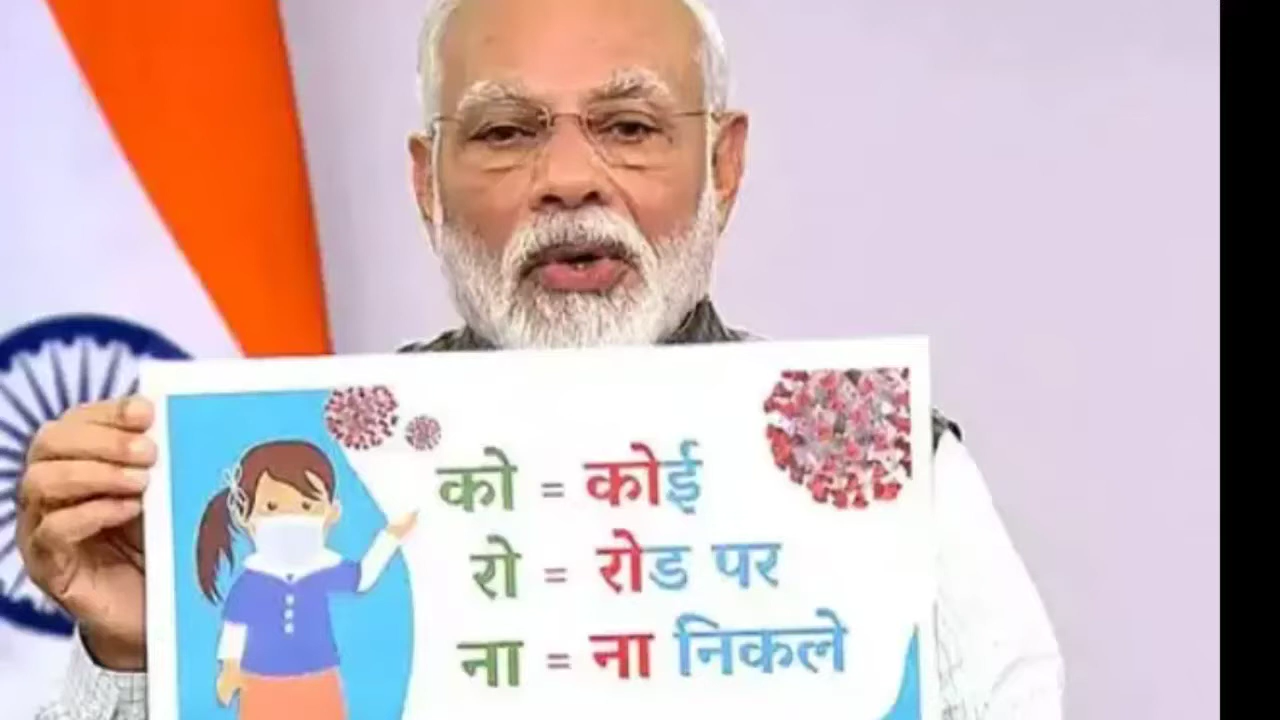 को = कोई
रो = रोड पर
ना = ना निकले